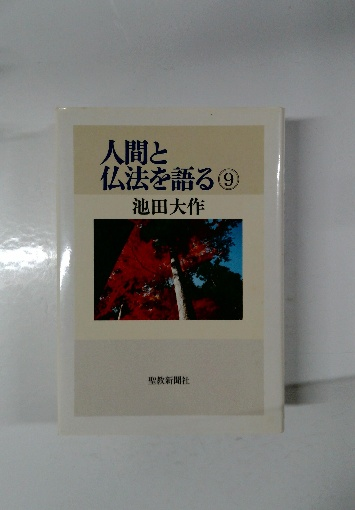 人間と
仏法を語る⑨
池田大作
聖教新聞社